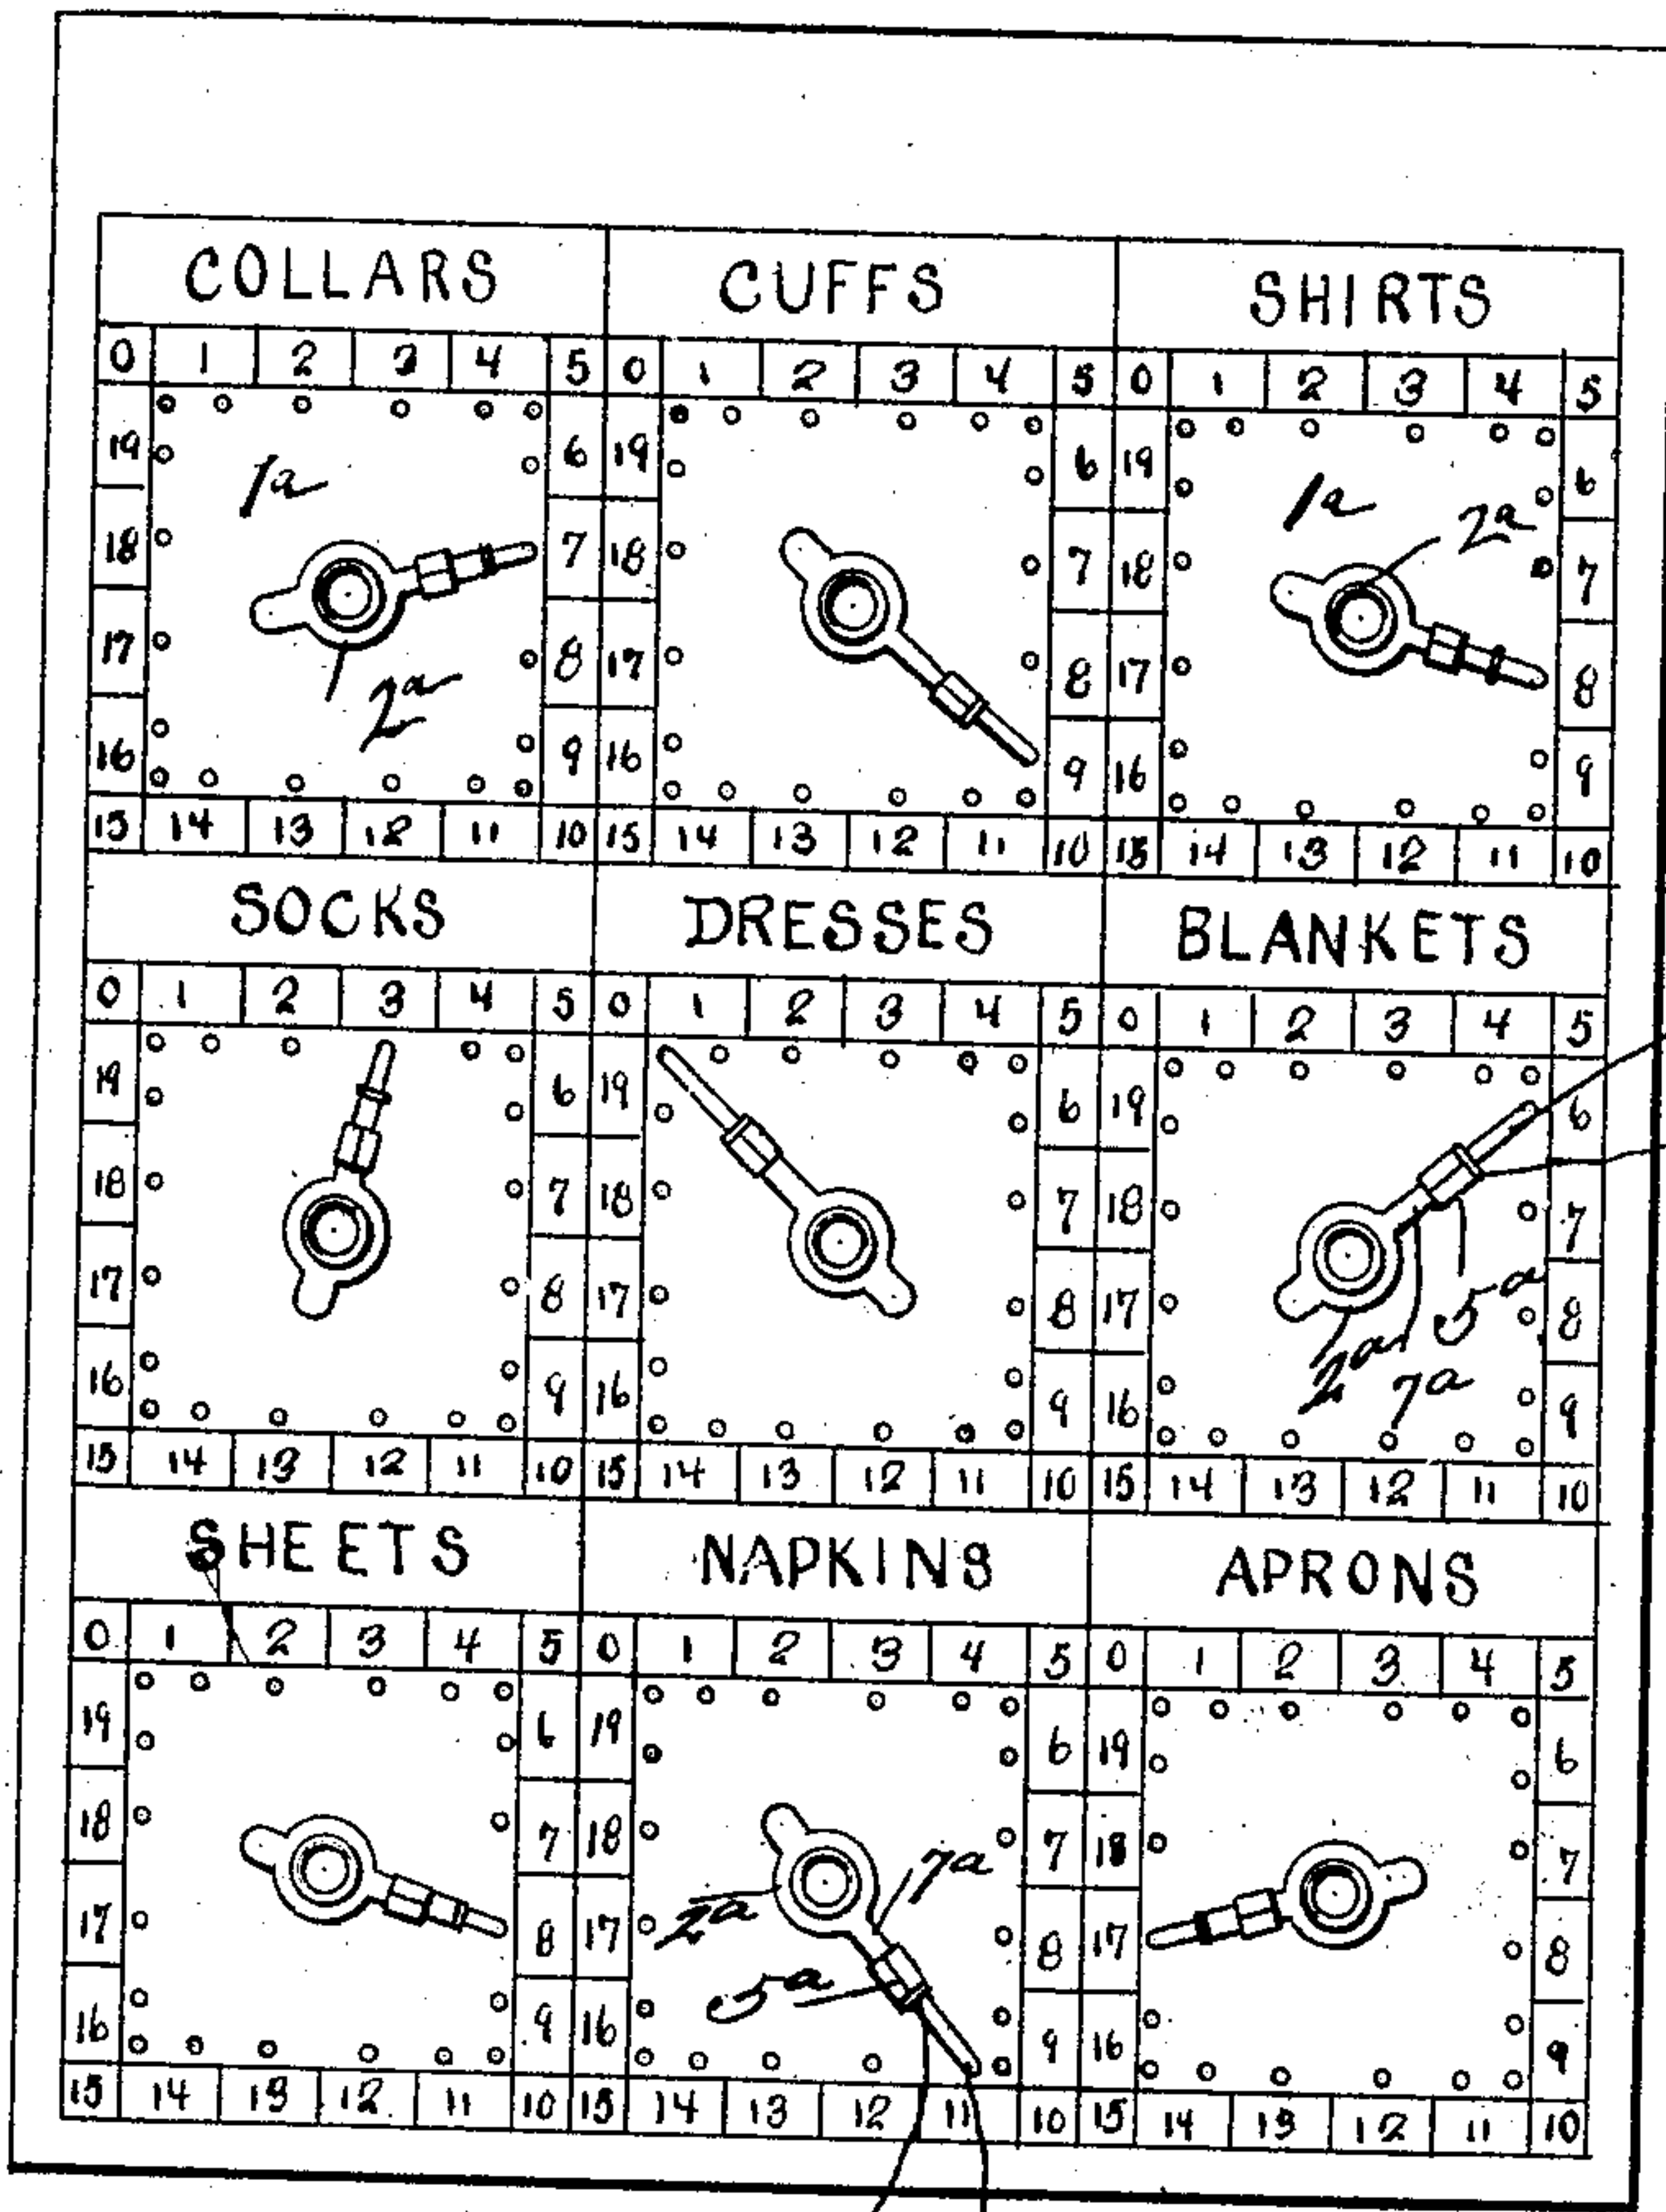 COLLARS CUFFS SHIRTS
0 1 2 3 4 5 0 1 2 3 4 5 0 1 2 3 4 5
19 6 19 6 19 6
1a 1a 2a
18 7 18 7 18 7
17 8 17 8 17 8
2a
16 9 16 9 16 9
15 14 13 12 11 10 15 14 13 12 11 10 15 14 13 12 11 10
SOCKS DRESSES BLANKETS
0 1 2 3 4 5 0 1 2 3 4 5 0 1 2 3 4 5
19 6 19 6 19 6
18 7 18 7 18 7
17 8 17 8 17 5a 8
2a 7a
16 9 16 9 16 9
15 14 13 12 11 10 15 14 13 12 11 10 15 14 13 12 11 10
SHEETS NAPKINS APRONS
0 1 2 3 4 5 0 1 2 3 4 5 0 1 2 3 4 5
19 6 19 6 19 6
18 7 18 7a 7 18 7
17 8 17 2a 8 17 8
5a
16 9 16 9 16 9
15 14 13 12 11 10 15 14 13 12 11 10 15 14 13 12 11 10